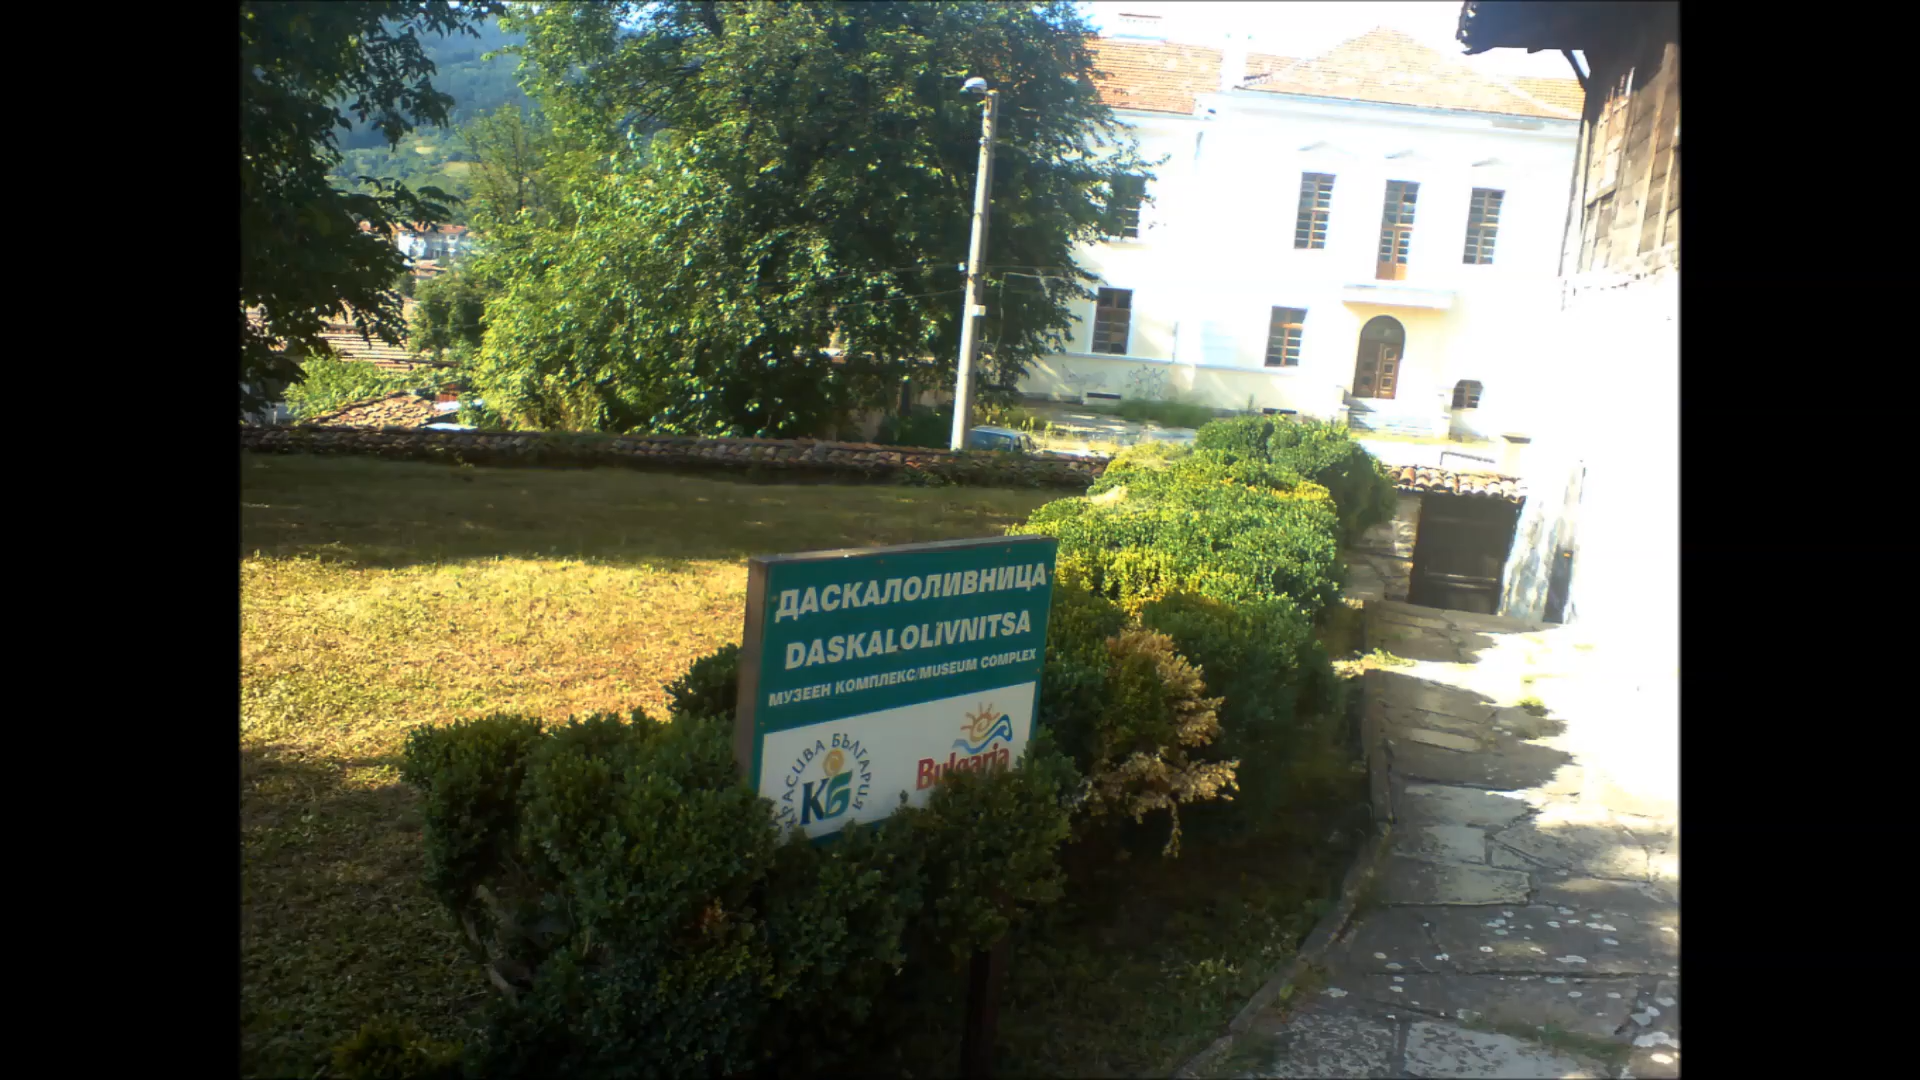 ДАСКАЛОЛИВНИЦА
DASKALOLIVNITSA
МУЗЕЕН КОМПЛЕКС/MUSEUM COMPLEX
КРАСИВА БЪЛГАРИЯ
КБ
Bulgaria